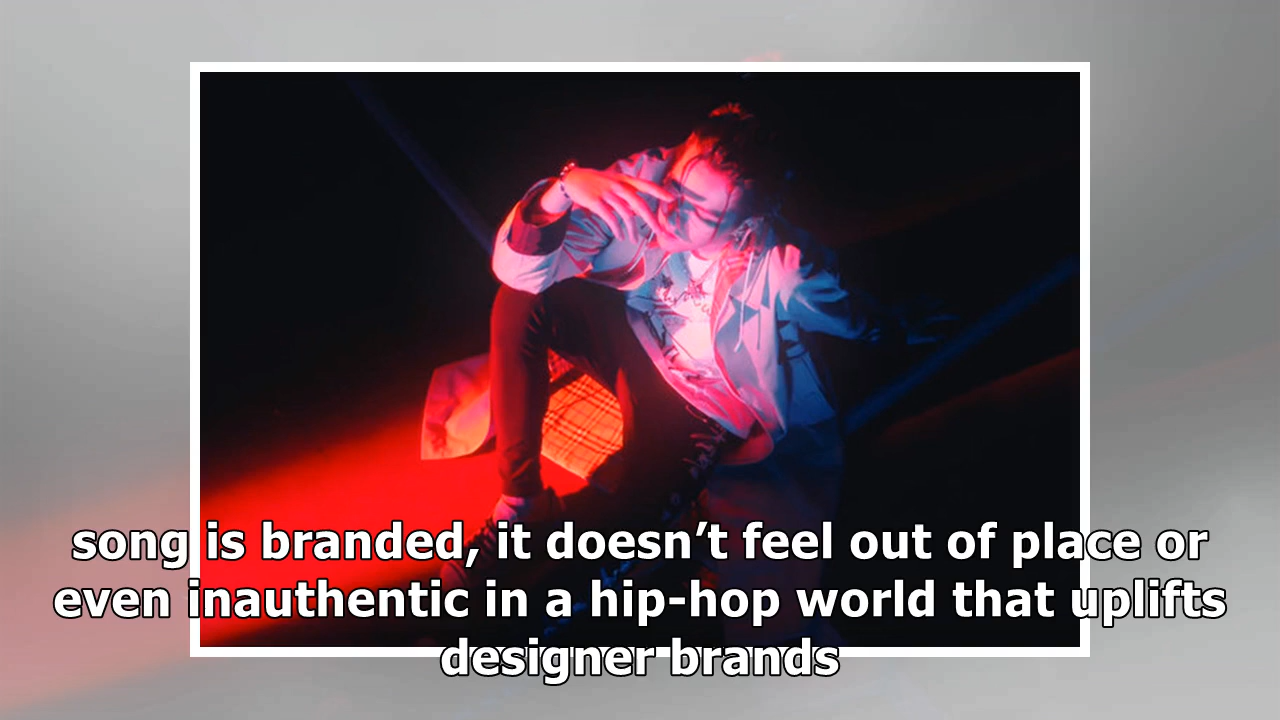 song is branded, it doesn’t feel out of place or
even inauthentic in a hip-hop world that uplifts
designer brands